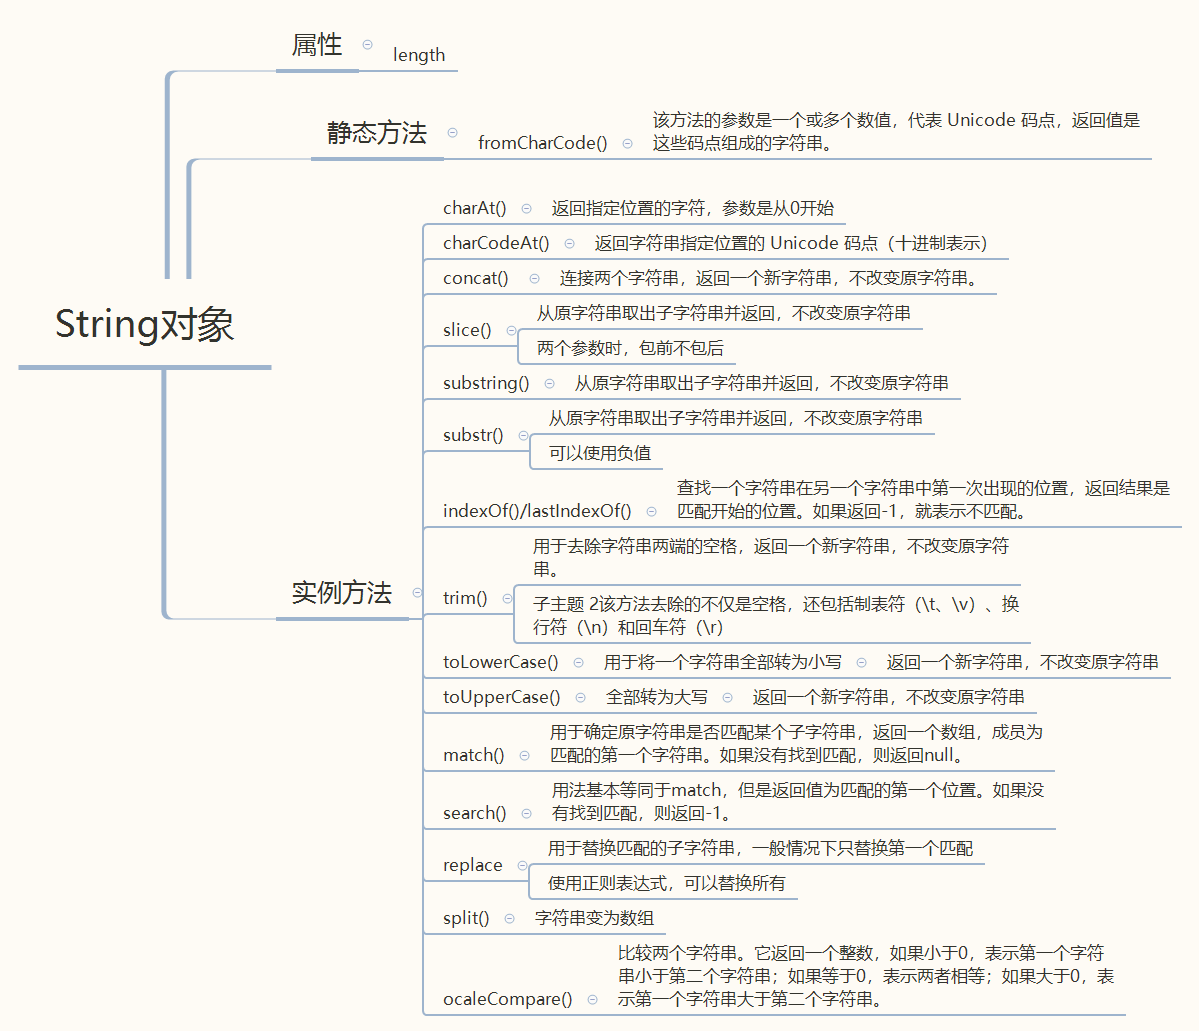 属性
length
静态方法
fromCharCode()
该方法的参数是一个或多个数值，代表 Unicode 码点，返回值是
这些码点组成的字符串。
String对象
实例方法
charAt()
返回指定位置的字符，参数是从0开始
charCodeAt()
返回字符串指定位置的 Unicode 码点（十进制表示）
concat()
连接两个字符串，返回一个新字符串，不改变原字符串。
slice()
从原字符串取出子字符串并返回，不改变原字符串
两个参数时，包前不包后
substring()
从原字符串取出子字符串并返回，不改变原字符串
substr()
从原字符串取出子字符串并返回，不改变原字符串
可以使用负值
indexOf()/lastIndexOf()
查找一个字符串在另一个字符串中第一次出现的位置，返回结果是
匹配开始的位置。如果返回-1，就表示不匹配。
trim()
用于去除字符串两端的空格，返回一个新字符串，不改变原字符
串。
子主题 2该方法去除的不仅是空格，还包括制表符（\t、\v）、换
行符（\n）和回车符（\r）
toLowerCase()
用于将一个字符串全部转为小写
返回一个新字符串，不改变原字符串
toUpperCase()
全部转为大写
返回一个新字符串，不改变原字符串
match()
用于确定原字符串是否匹配某个子字符串，返回一个数组，成员为
匹配的第一个字符串。如果没有找到匹配，则返回null。
search()
用法基本等同于match，但是返回值为匹配的第一个位置。如果没
有找到匹配，则返回-1。
replace
用于替换匹配的子字符串，一般情况下只替换第一个匹配
使用正则表达式，可以替换所有
split()
字符串变为数组
ocaleCompare()
比较两个字符串。它返回一个整数，如果小于0，表示第一个字符
串小于第二个字符串；如果等于0，表示两者相等；如果大于0，表
示第一个字符串大于第二个字符串。